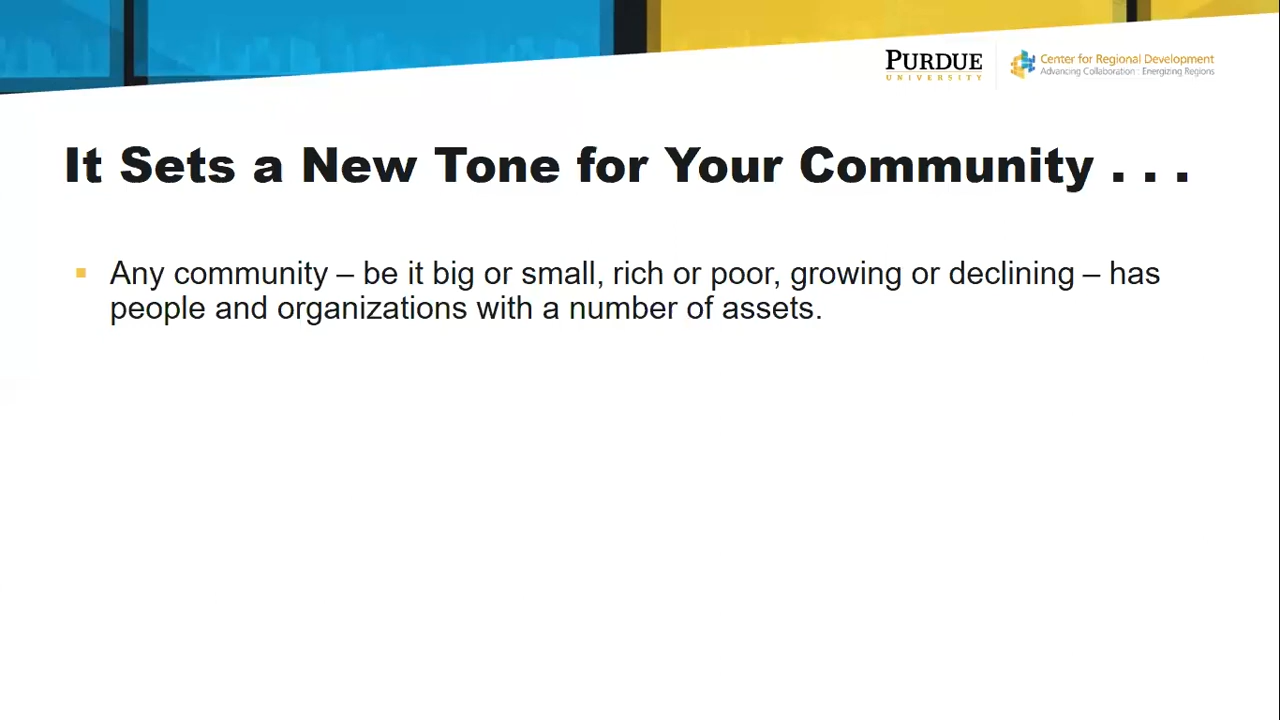 PURDUE
UNIVERSITY
Center for Regional Development
Advancing Collaboration : Energizing Regions
It Sets a New Tone for Your Community . . .
Any community – be it big or small, rich or poor, growing or declining – has
people and organizations with a number of assets.